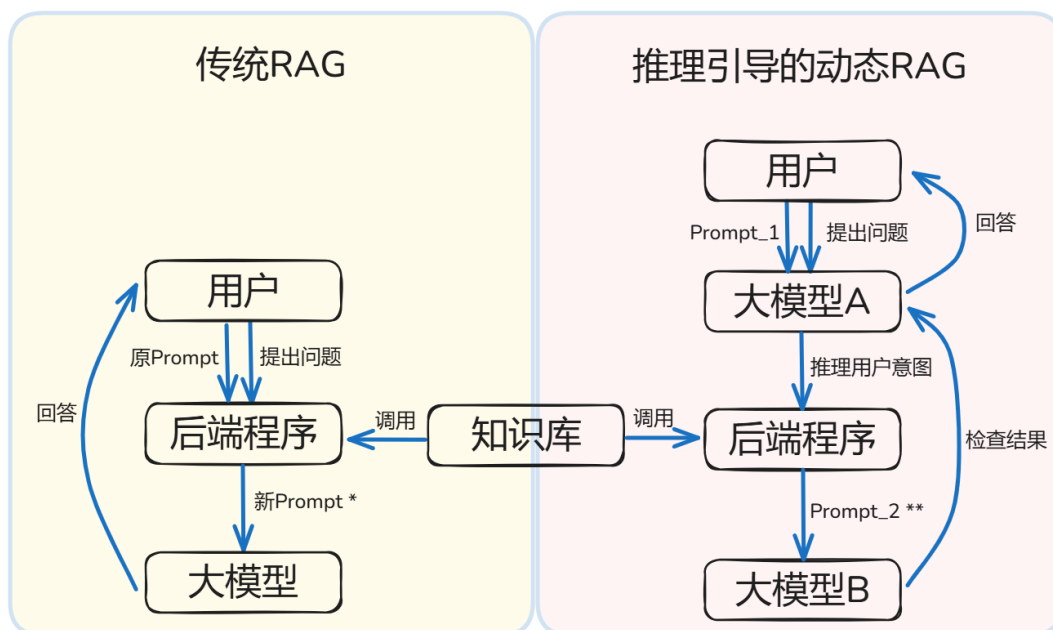 传统RAG
用户
原Prompt
提出问题
回答
后端程序
调用
知识库
新Prompt *
大模型
推理引导的动态RAG
用户
Prompt_1
提出问题
回答
大模型A
推理用户意图
调用
后端程序
检查结果
Prompt_2 **
大模型B